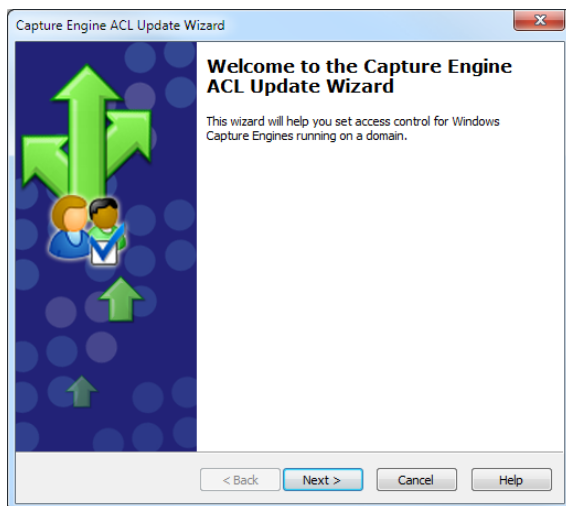 Capture Engine ACL Update Wizard
Welcome to the Capture Engine
ACL Update Wizard
This wizard will help you set access control for Windows
Capture Engines running on a domain.
< Back
Next >
Cancel
Help